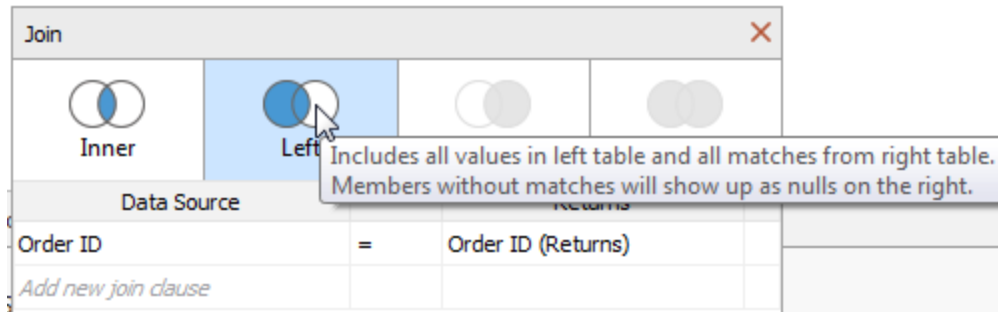 Join
Inner
Left
Includes all values in left table and all matches from right table.
Members without matches will show up as nulls on the right.
Data Source
Returns
Order ID = Order ID (Returns)
Add new join clause